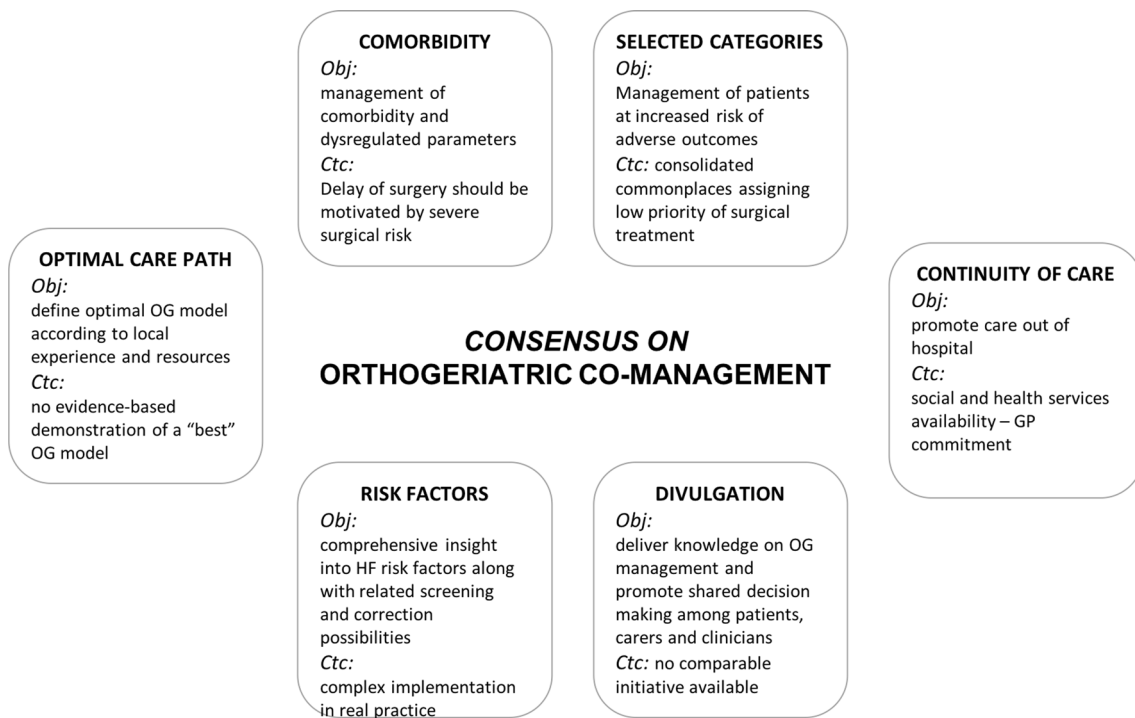 COMORBIDITY
Obj:
management of
comorbidity and
dysregulated parameters
Ctc:
Delay of surgery should be
motivated by severe
surgical risk
SELECTED CATEGORIES
Obj:
Management of patients
at increased risk of
adverse outcomes
Ctc: consolidated
commonplaces assigning
low priority of surgical
treatment
OPTIMAL CARE PATH
Obj:
define optimal OG model
according to local
experience and resources
Ctc:
no evidence-based
demonstration of a “best”
OG model
CONSENSUS ON
ORTHOGERIATRIC CO-MANAGEMENT
CONTINUITY OF CARE
Obj:
promote care out of
hospital
Ctc:
social and health services
availability – GP
commitment
RISK FACTORS
Obj:
comprehensive insight
into HF risk factors along
with related screening
and correction
possibilities
Ctc:
complex implementation
in real practice
DIVULGATION
Obj:
deliver knowledge on OG
management and
promote shared decision
making among patients,
carers and clinicians
Ctc: no comparable
initiative available